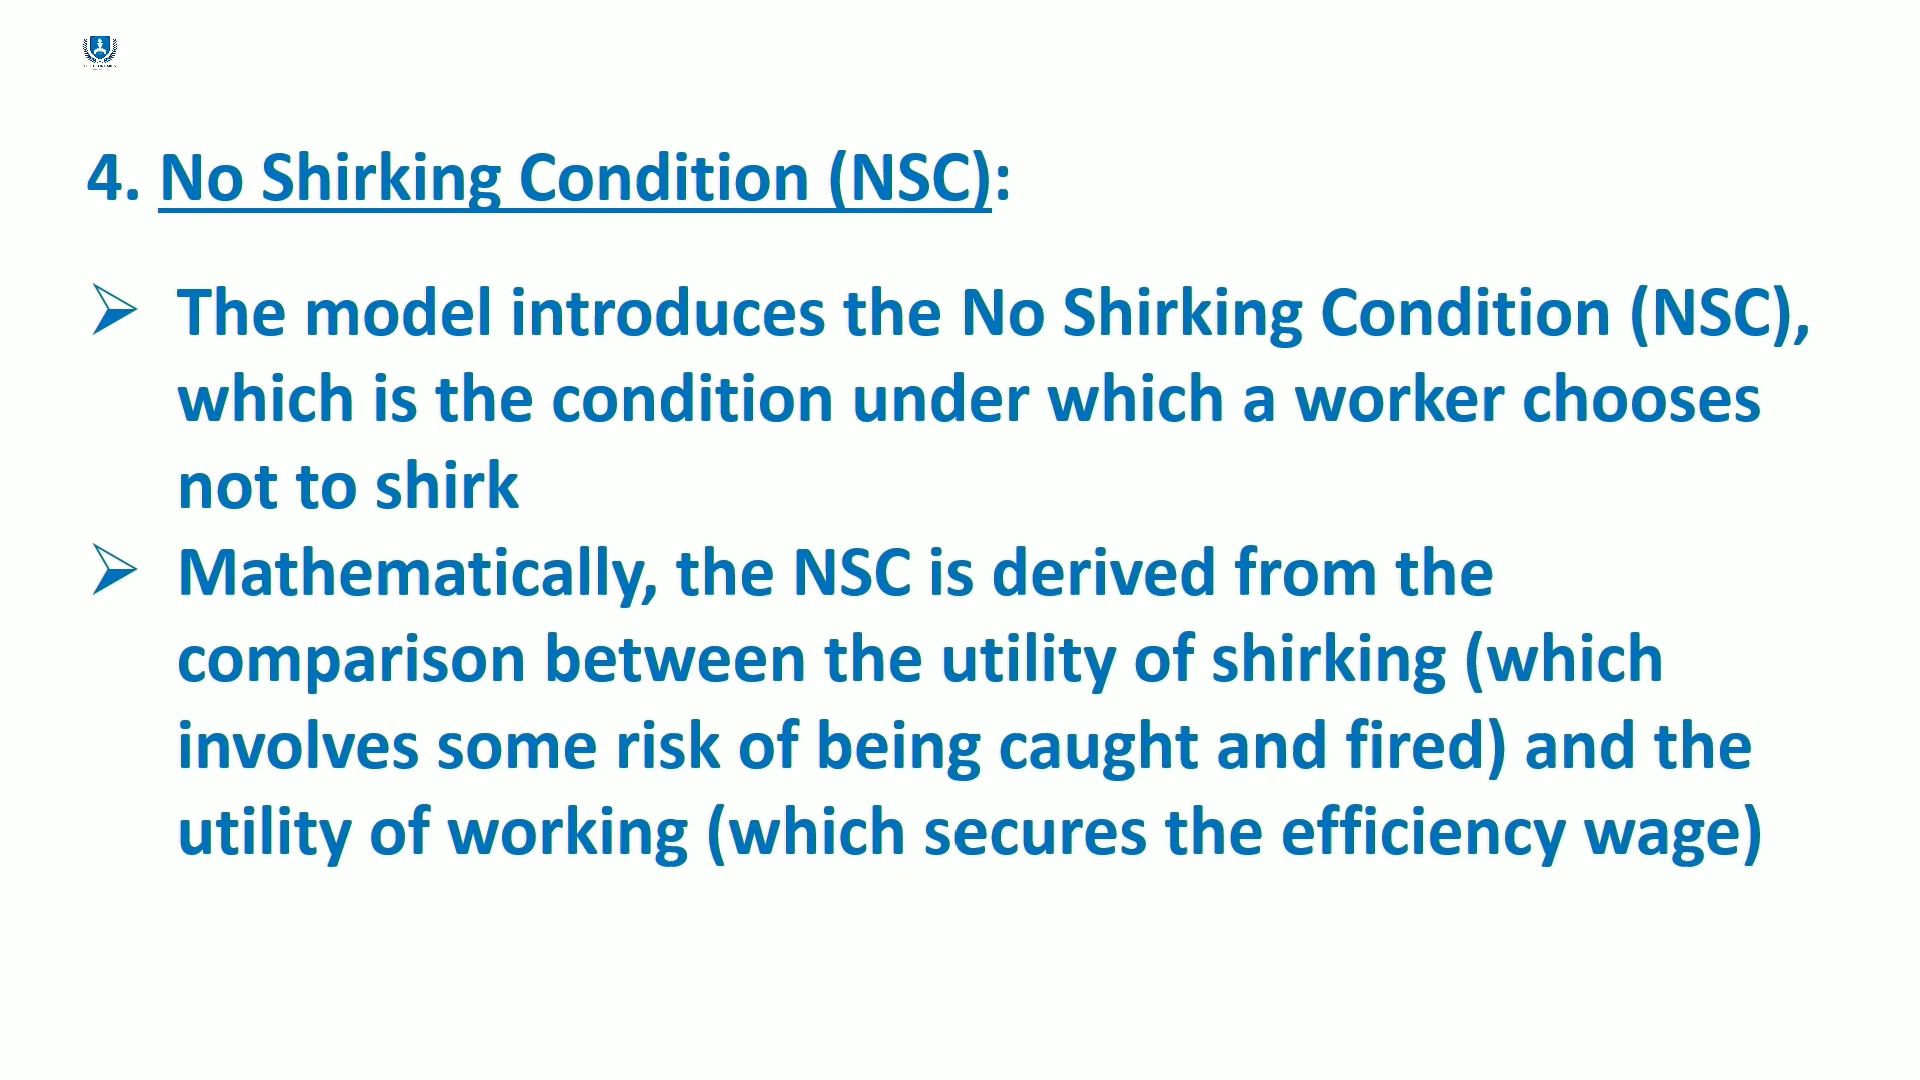 4. No Shirking Condition (NSC):
The model introduces the No Shirking Condition (NSC),
which is the condition under which a worker chooses
not to shirk
Mathematically, the NSC is derived from the
comparison between the utility of shirking (which
involves some risk of being caught and fired) and the
utility of working (which secures the efficiency wage)